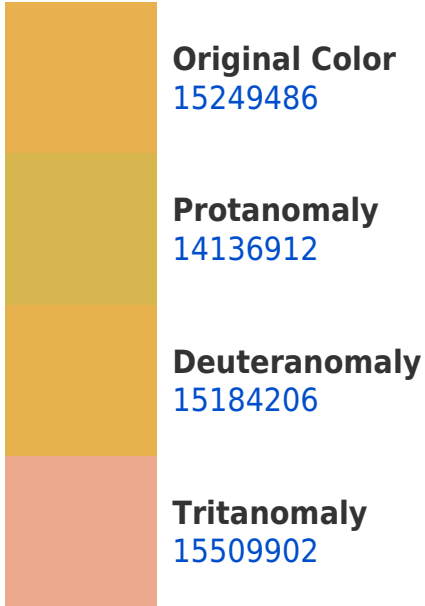 Original Color
15249486
Protanomaly
14136912
Deuteranomaly
15184206
Tritanomaly
15509902